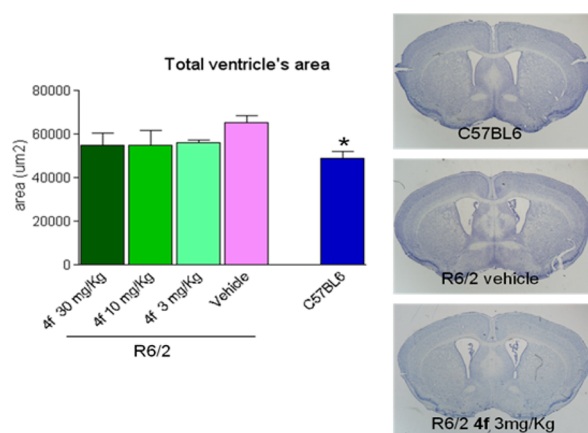 Total ventricle's area
area (um2)
80000
60000
40000
20000
0
*
4f 30 mg/Kg
4f 10 mg/Kg
4f 3 mg/Kg
Vehicle
C57BL6
R6/2
C57BL6
R6/2 vehicle
R6/2 4f 3mg/Kg